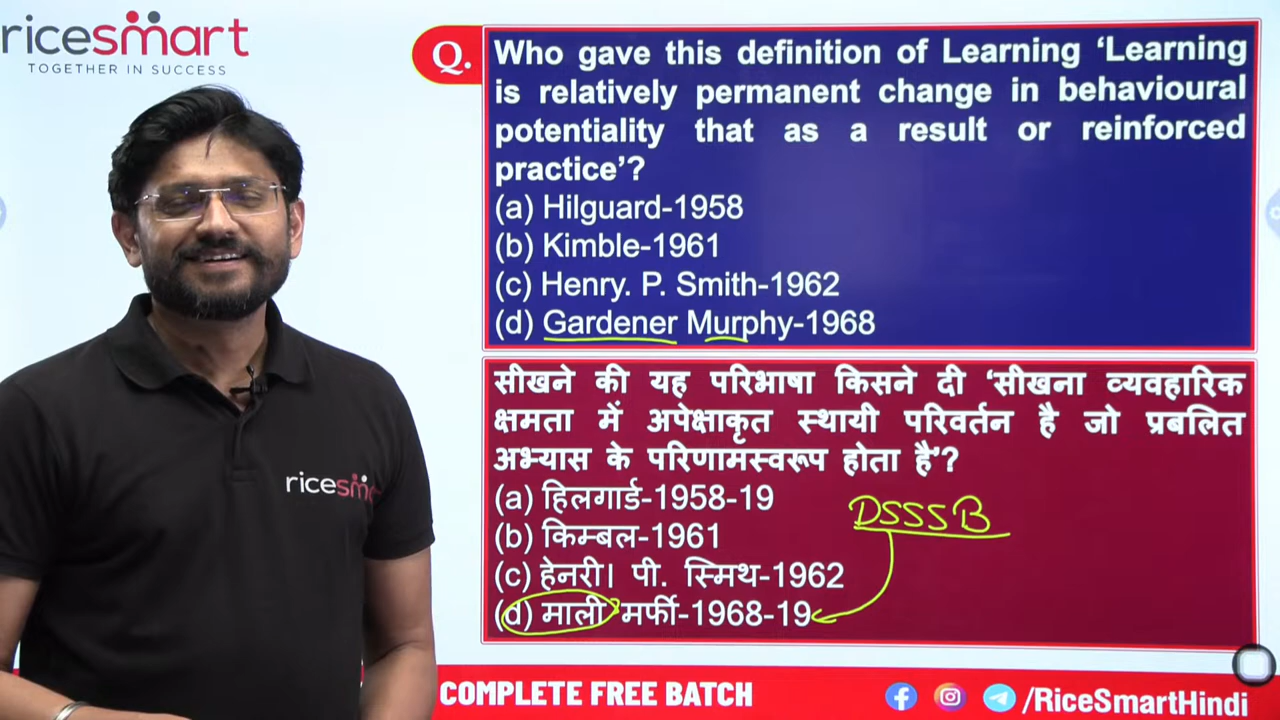 ricesmart
TOGETHER IN SUCCESS
Q.
Who gave this definition of Learning ‘Learning
is relatively permanent change in behavioural
potentiality that as a result or reinforced
practice’?
(a) Hilguard-1958
(b) Kimble-1961
(c) Henry. P. Smith-1962
(d) Gardener Murphy-1968
सीखने की यह परिभाषा किसने दी ‘सीखना व्यवहारिक
क्षमता में अपेक्षाकृत स्थायी परिवर्तन है जो प्रबलित
अभ्यास के परिणामस्वरूप होता है’?
(a) हिलगार्ड-1958-19
DSSSB
(b) किम्बल-1961
(c) हेनरी। पी. स्मिथ-1962
(d) माली मर्फी-1968-19
ricesm
COMPLETE FREE BATCH
/RiceSmartHindi